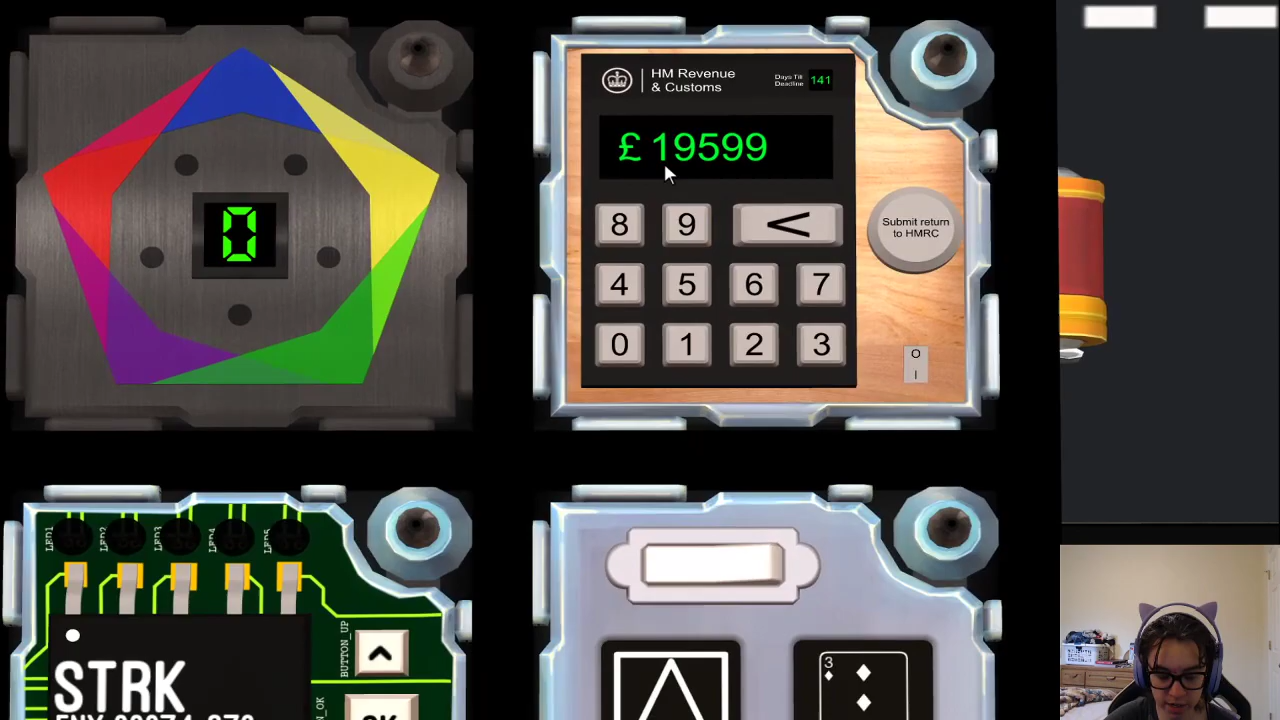 0
HM Revenue
& Customs
Days Till
Deadline
141
£ 19599
8 9 <
4 5 6 7
0 1 2 3
Submit return
to HMRC
O
I
LED1 LED2 LED3 LED4 LED5
BUTTON_UP
^
STRK
OK
3